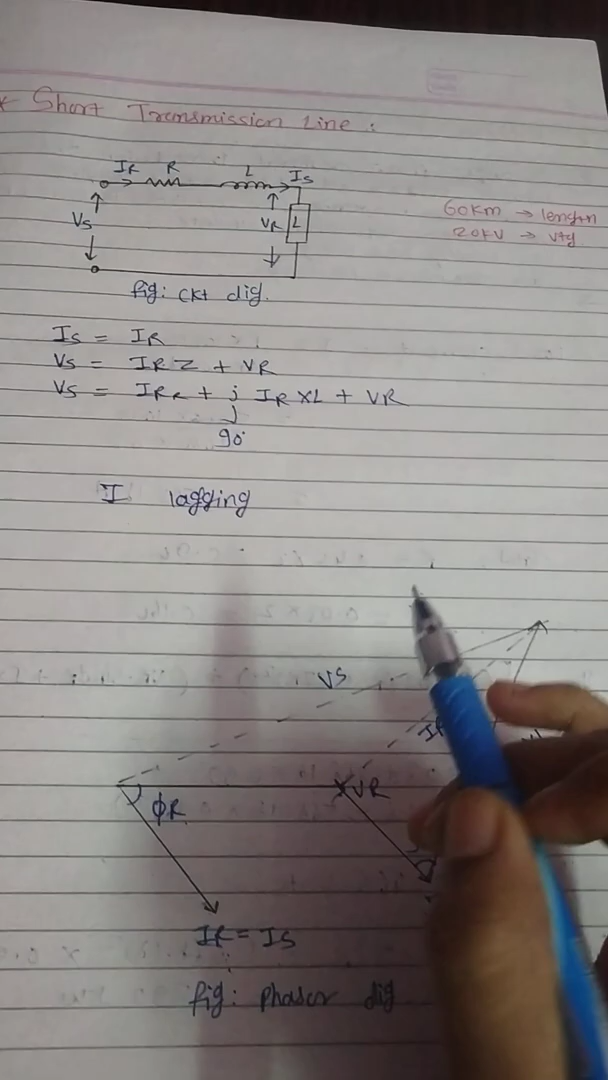 * Short Transmission Line :
IR R L IS
VS VR L
60km → length
20KV → vtg
fig: ckt dig.
IS = IR
VS = IR Z + VR
VS = IRR + j IR XL + VR
90°
I lagging
VS
IR
VR
ΦR
IR = IS
fig: phasor dig